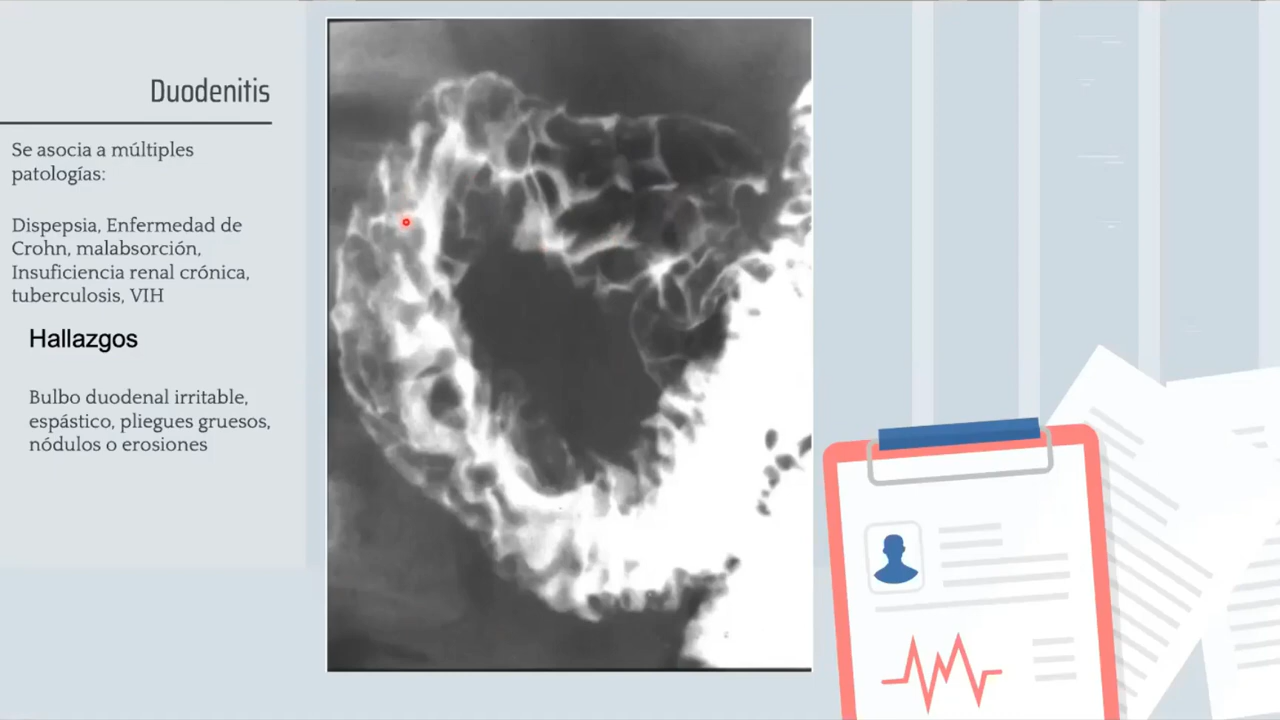 Duodenitis
Se asocia a múltiples
patologías:
Dispepsia, Enfermedad de
Crohn, malabsorción,
Insuficiencia renal crónica,
tuberculosis, VIH
Hallazgos
Bulbo duodenal irritable,
espástico, pliegues gruesos,
nódulos o erosiones